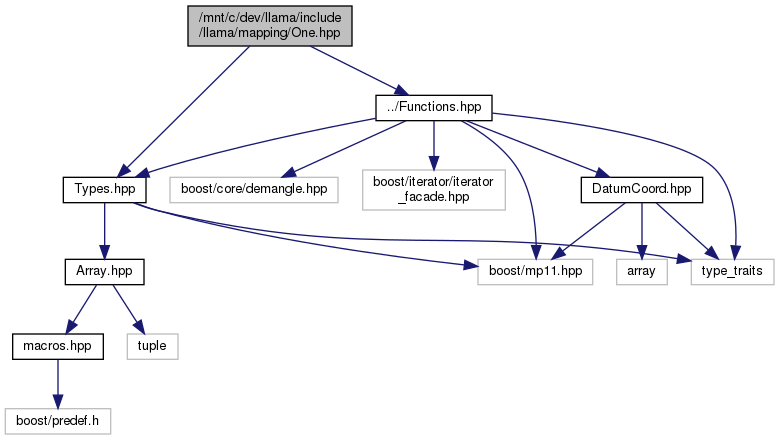 /mnt/c/dev/llama/include
/llama/mapping/One.hpp
../Functions.hpp
Types.hpp
boost/core/demangle.hpp
boost/iterator/iterator
_facade.hpp
DatumCoord.hpp
Array.hpp
boost/mp11.hpp
array
type_traits
macros.hpp
tuple
boost/predef.h